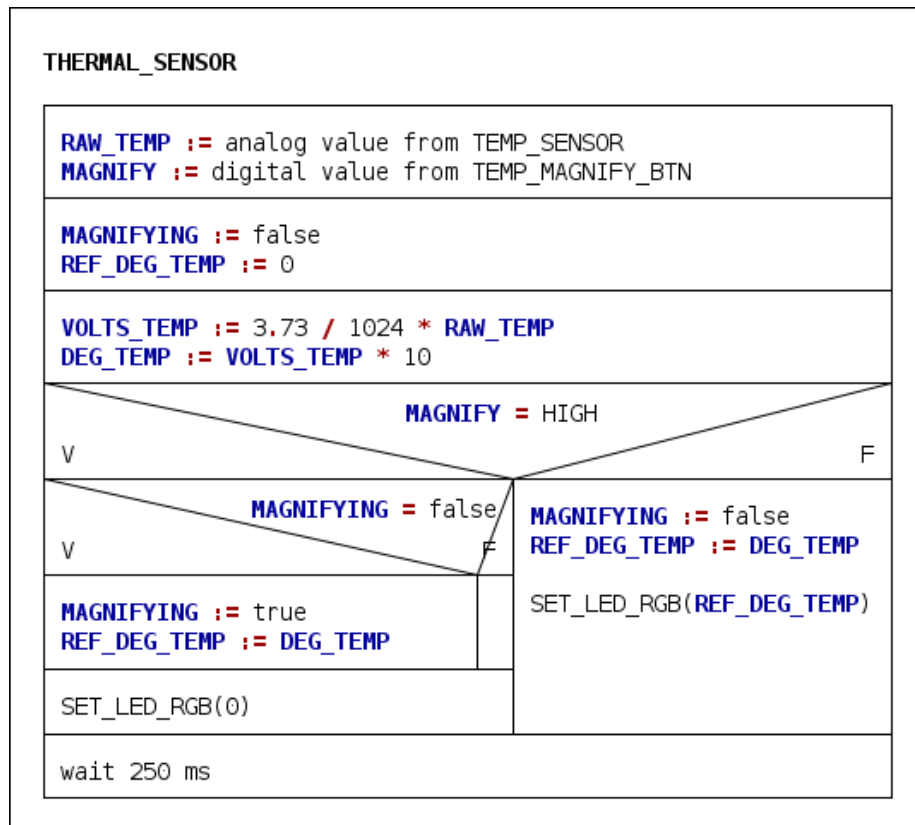 THERMAL_SENSOR
RAW_TEMP := analog value from TEMP_SENSOR
MAGNIFY := digital value from TEMP_MAGNIFY_BTN
MAGNIFYING := false
REF_DEG_TEMP := 0
VOLTS_TEMP := 3.73 / 1024 * RAW_TEMP
DEG_TEMP := VOLTS_TEMP * 10
MAGNIFY = HIGH
V
F
MAGNIFYING = false
V
F
MAGNIFYING := true
REF_DEG_TEMP := DEG_TEMP
SET_LED_RGB(0)
MAGNIFYING := false
REF_DEG_TEMP := DEG_TEMP
SET_LED_RGB(REF_DEG_TEMP)
wait 250 ms